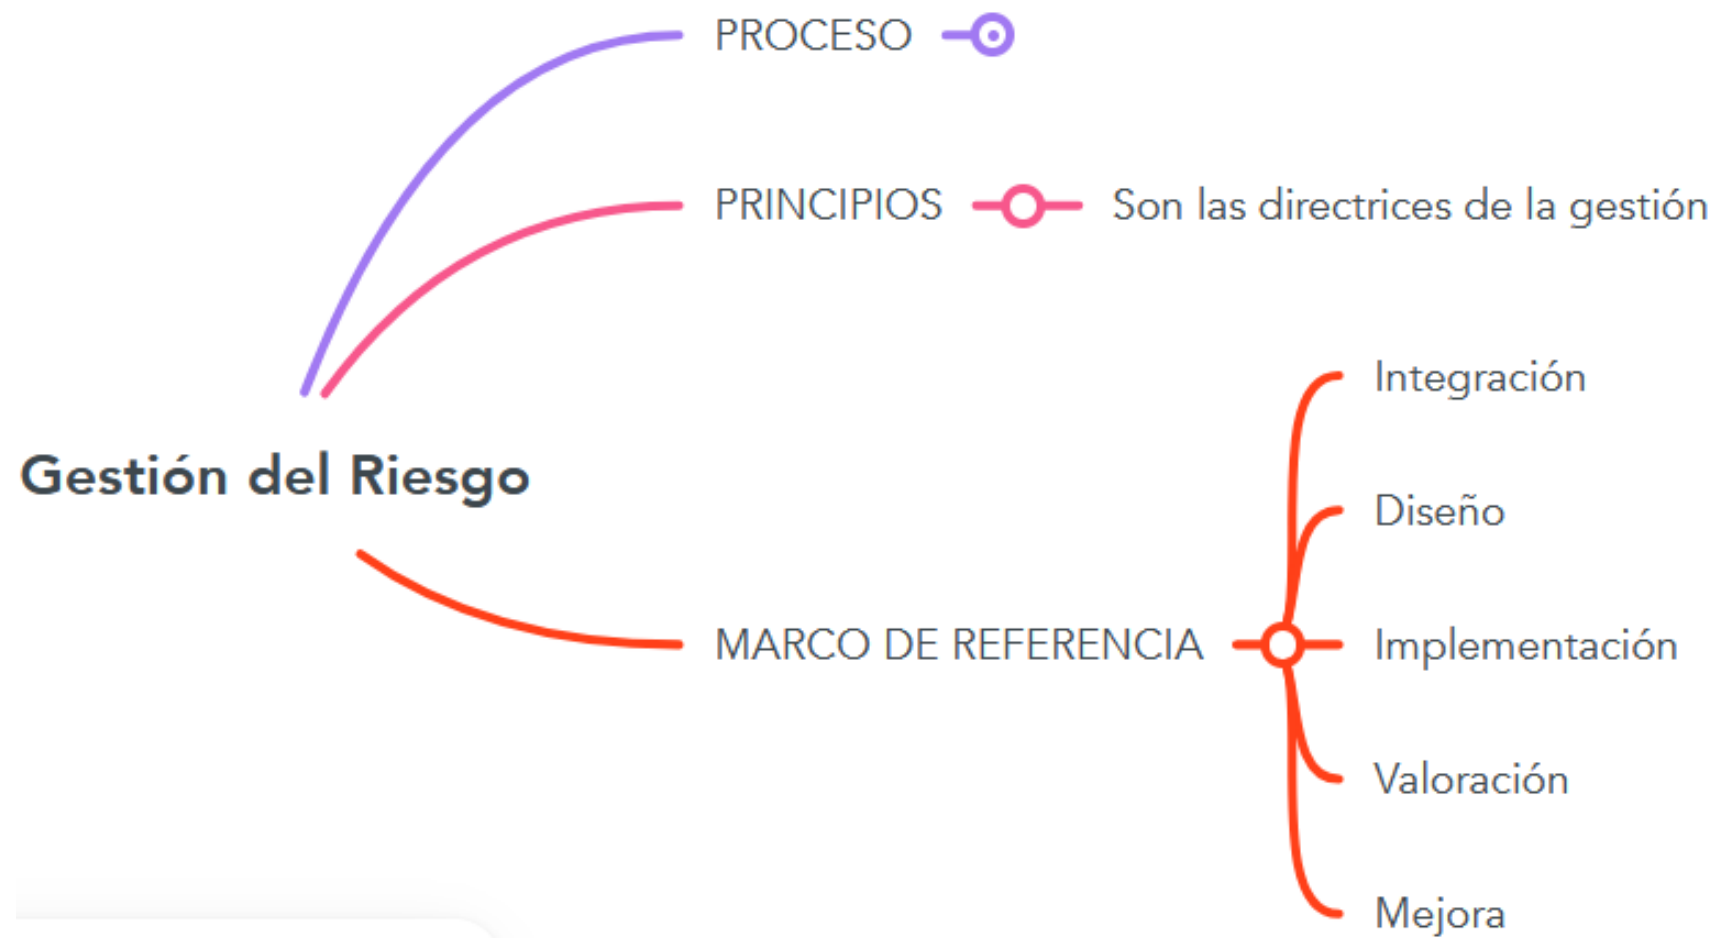 PROCESO
PRINCIPIOS
Son las directrices de la gestión
Gestión del Riesgo
MARCO DE REFERENCIA
Integración
Diseño
Implementación
Valoración
Mejora